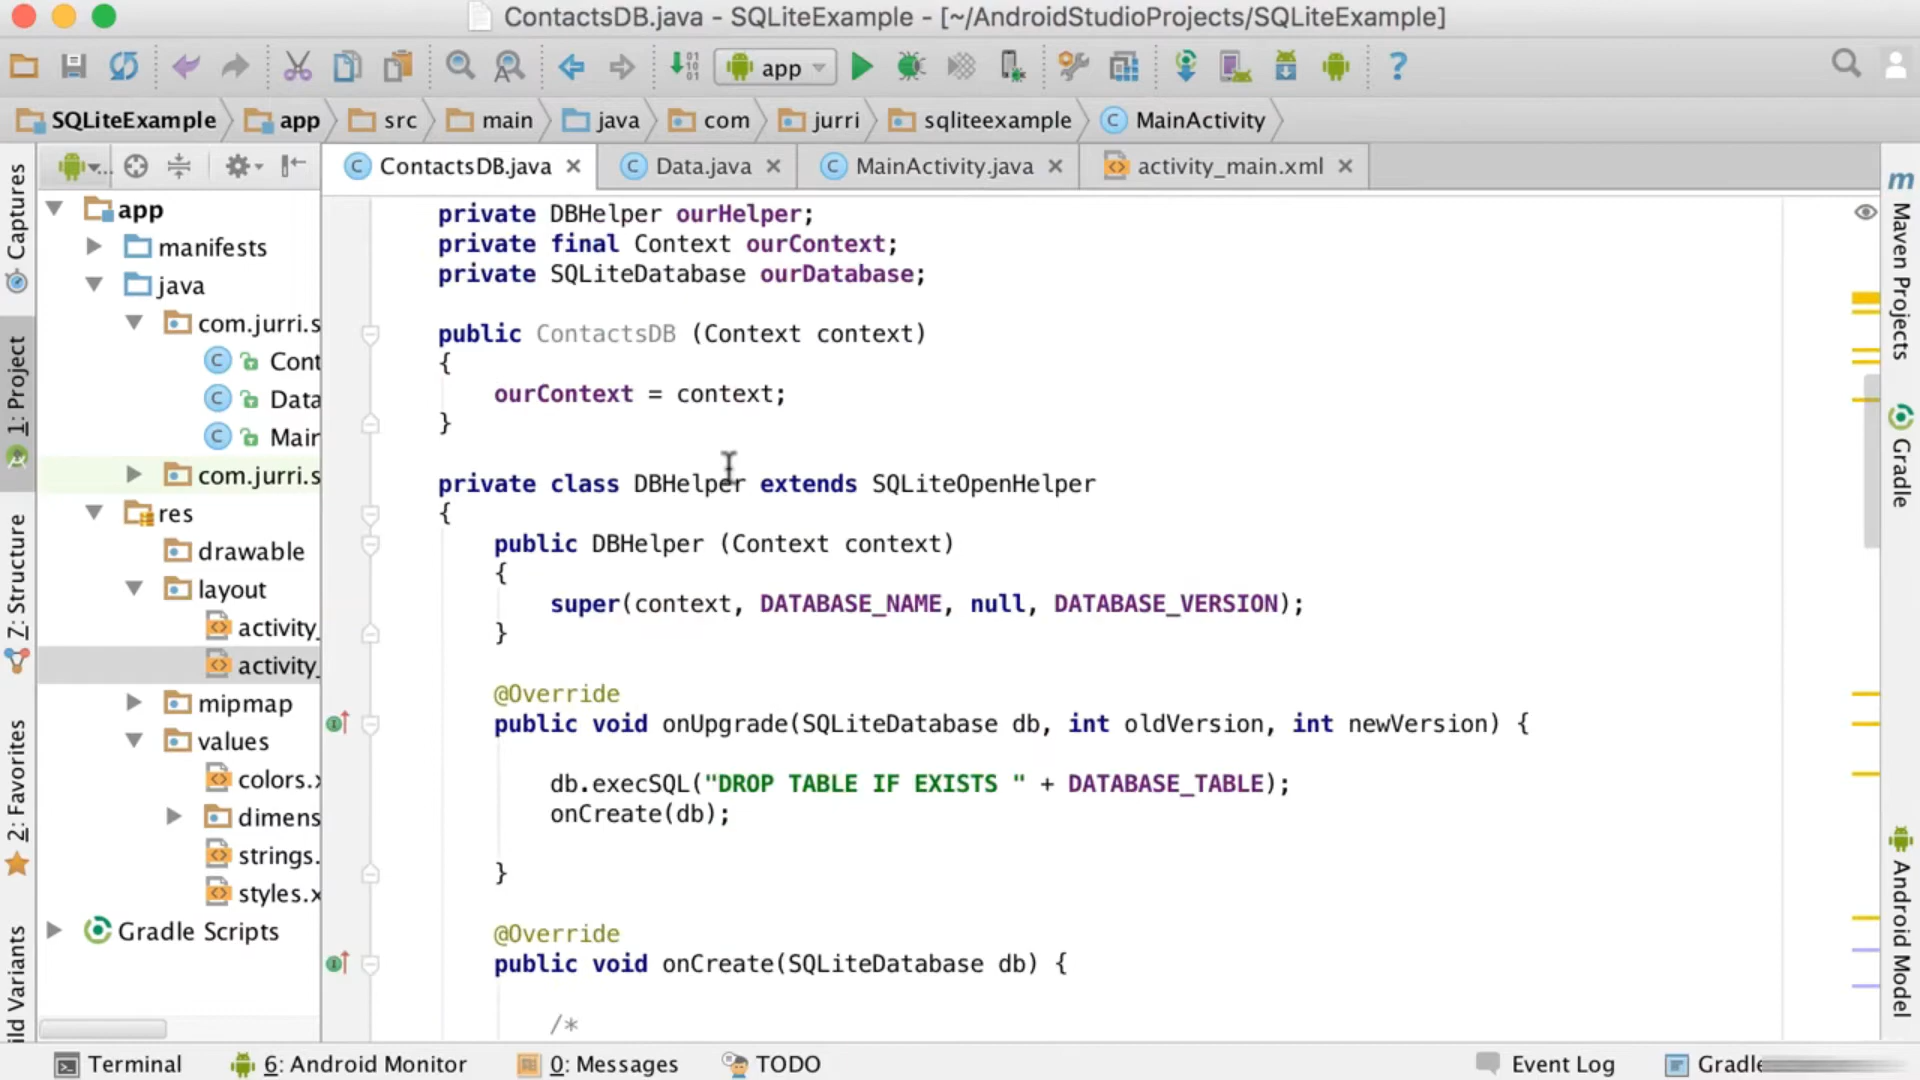 ContactsDB.java - SQLiteExample - [~/AndroidStudioProjects/SQLiteExample]
app
SQLiteExample app src main java com jurri sqliteexample MainActivity
ContactsDB.java Data.java MainActivity.java activity_main.xml
Captures
1: Project
7: Structure
2: Favorites
ild Variants
app
manifests
java
com.jurri.s
Cont
Data
Mair
com.jurri.s
res
drawable
layout
activity_
activity_
mipmap
values
colors.x
dimens
strings.
styles.x
Gradle Scripts
private DBHelper ourHelper;
private final Context ourContext;
private SQLiteDatabase ourDatabase;
public ContactsDB (Context context)
{
ourContext = context;
}
private class DBHelper extends SQLiteOpenHelper
{
public DBHelper (Context context)
{
super(context, DATABASE_NAME, null, DATABASE_VERSION);
}
@Override
public void onUpgrade(SQLiteDatabase db, int oldVersion, int newVersion) {
db.execSQL("DROP TABLE IF EXISTS " + DATABASE_TABLE);
onCreate(db);
}
@Override
public void onCreate(SQLiteDatabase db) {
/*
Maven Projects
Gradle
Android Model
Terminal 6: Android Monitor 0: Messages TODO Event Log Gradle